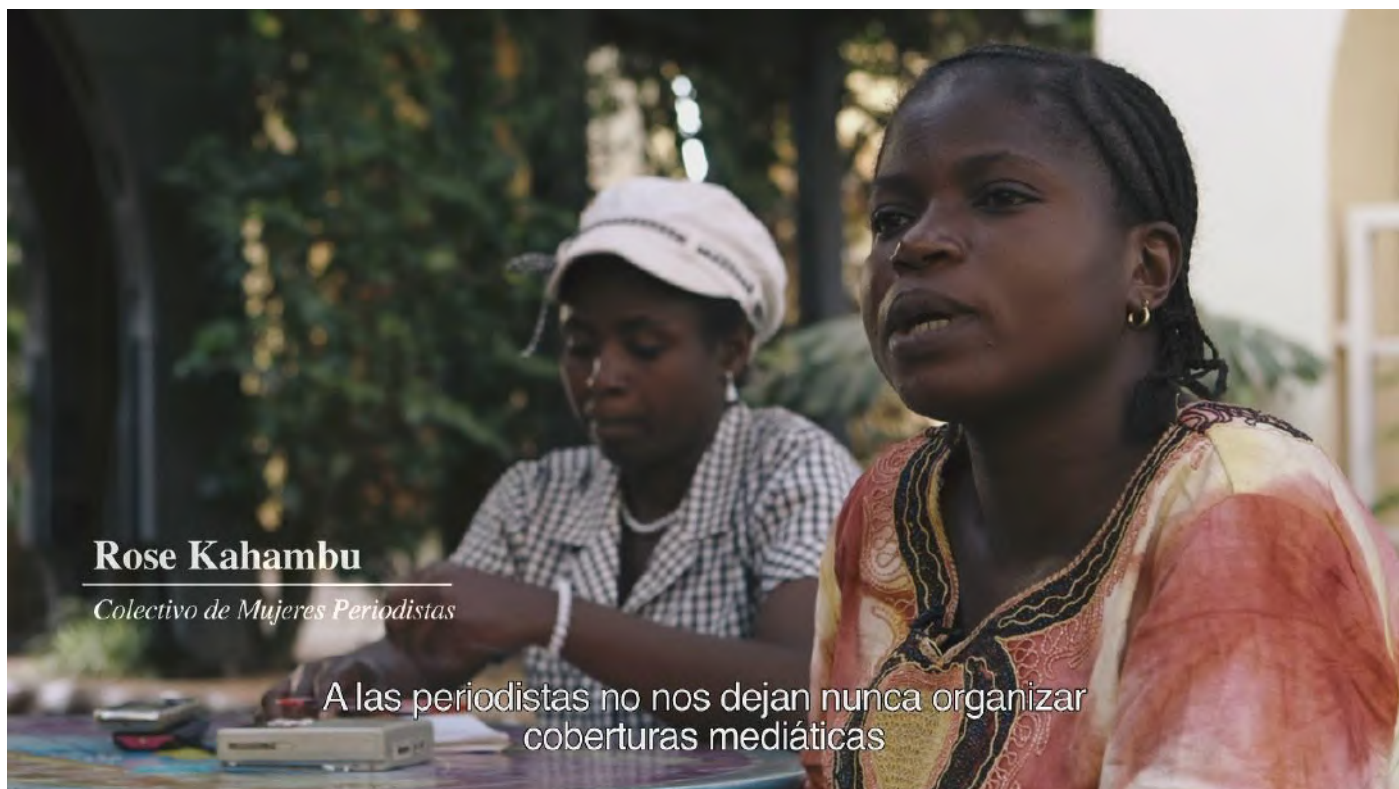 Rose Kahambu
Colectivo de Mujeres Periodistas
A las periodistas no nos dejan nunca organizar
coberturas mediáticas